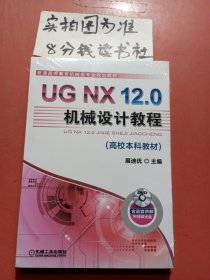 实拍图为准
8分钱读书社
普通高等教育机械类专业规划教材
UG NX 12.0
机械设计教程
UG NX 12.0 JIXIE SHEJI JIAOCHENG
(高校本科教材)
展迪优 ◎ 主编
机械工业出版社